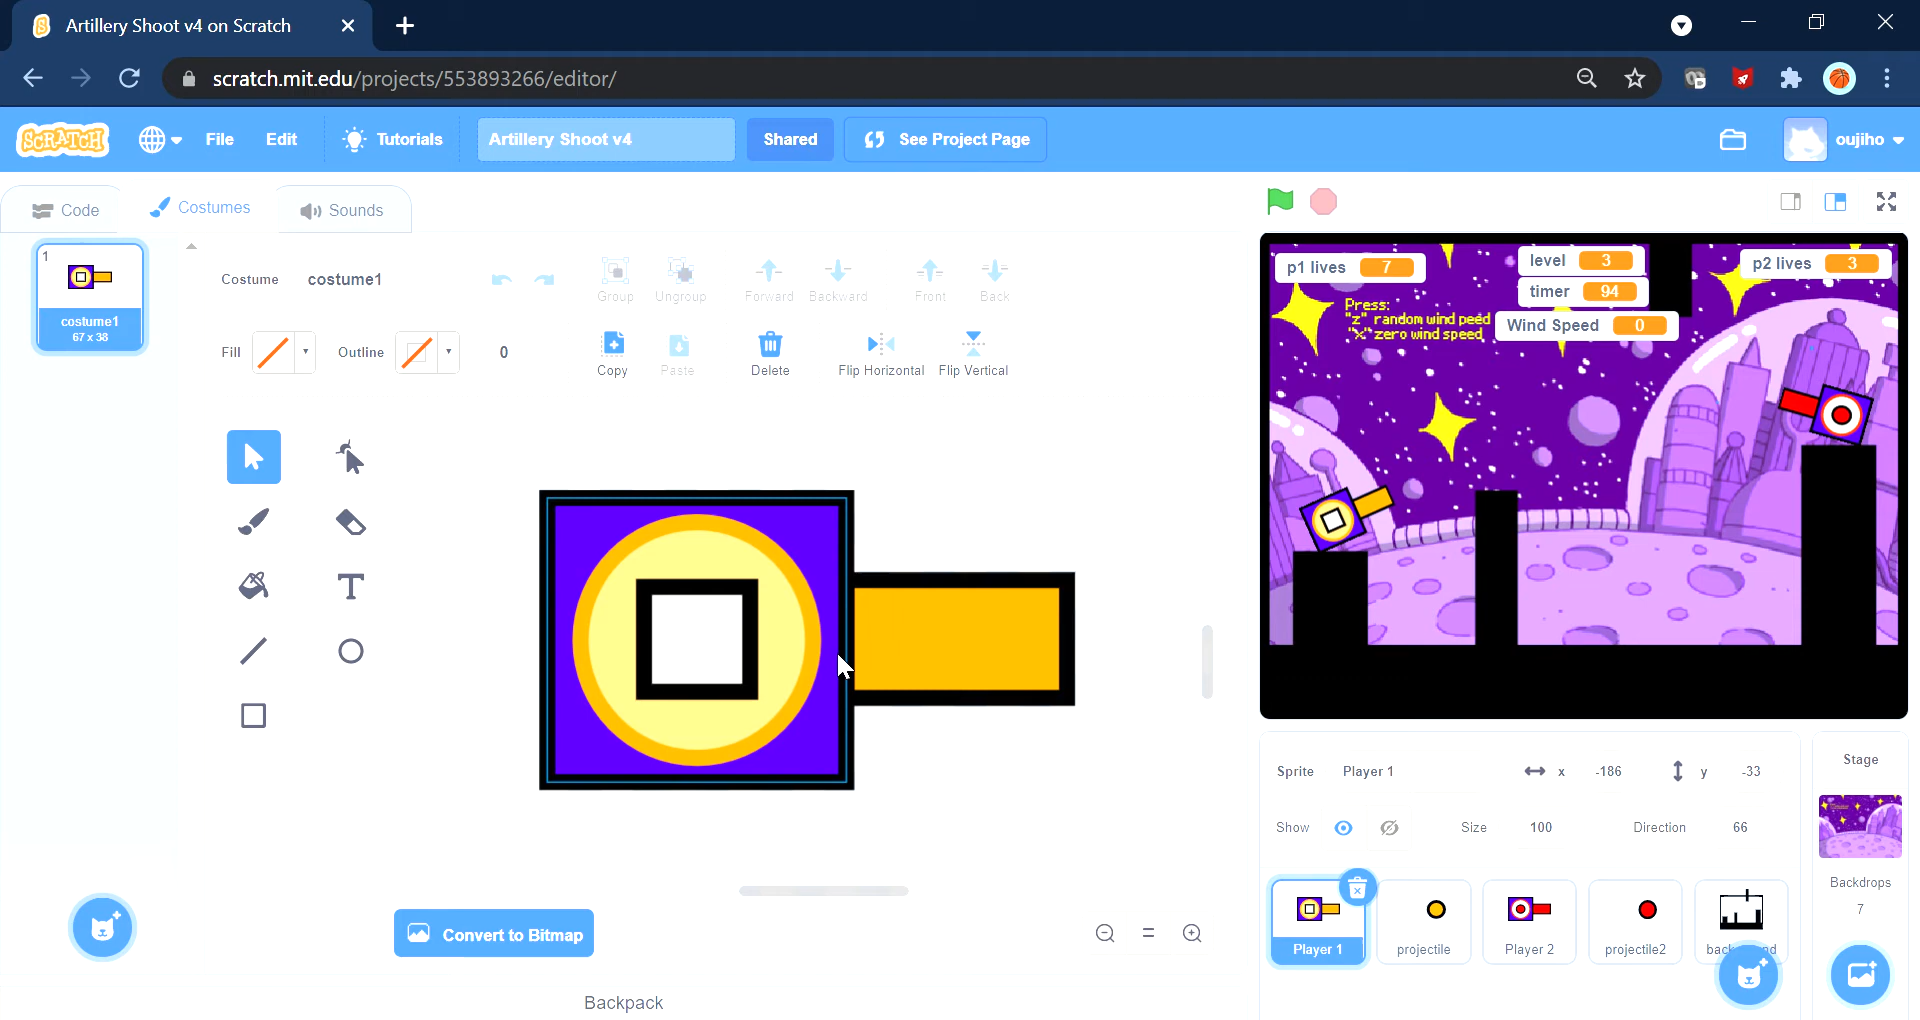 Artillery Shoot v4 on Scratch
scratch.mit.edu/projects/553893266/editor/
SCRATCH File Edit Tutorials Artillery Shoot v4 Shared See Project Page oujiho
Code Costumes Sounds
1
costume1
67 x 38
Costume costume1 Group Ungroup Forward Backward Front Back
Fill Outline 0 Copy Paste Delete Flip Horizontal Flip Vertical
T
Convert to Bitmap
Backpack
p1 lives 7 level 3 p2 lives 3
timer 94
Wind Speed 0
Press:
"z" random wind peed
"x" zero wind speed
Sprite Player 1 x -186 y -33
Show Size 100 Direction 66
Player 1 projectile Player 2 projectile2
Stage
Backdrops
7